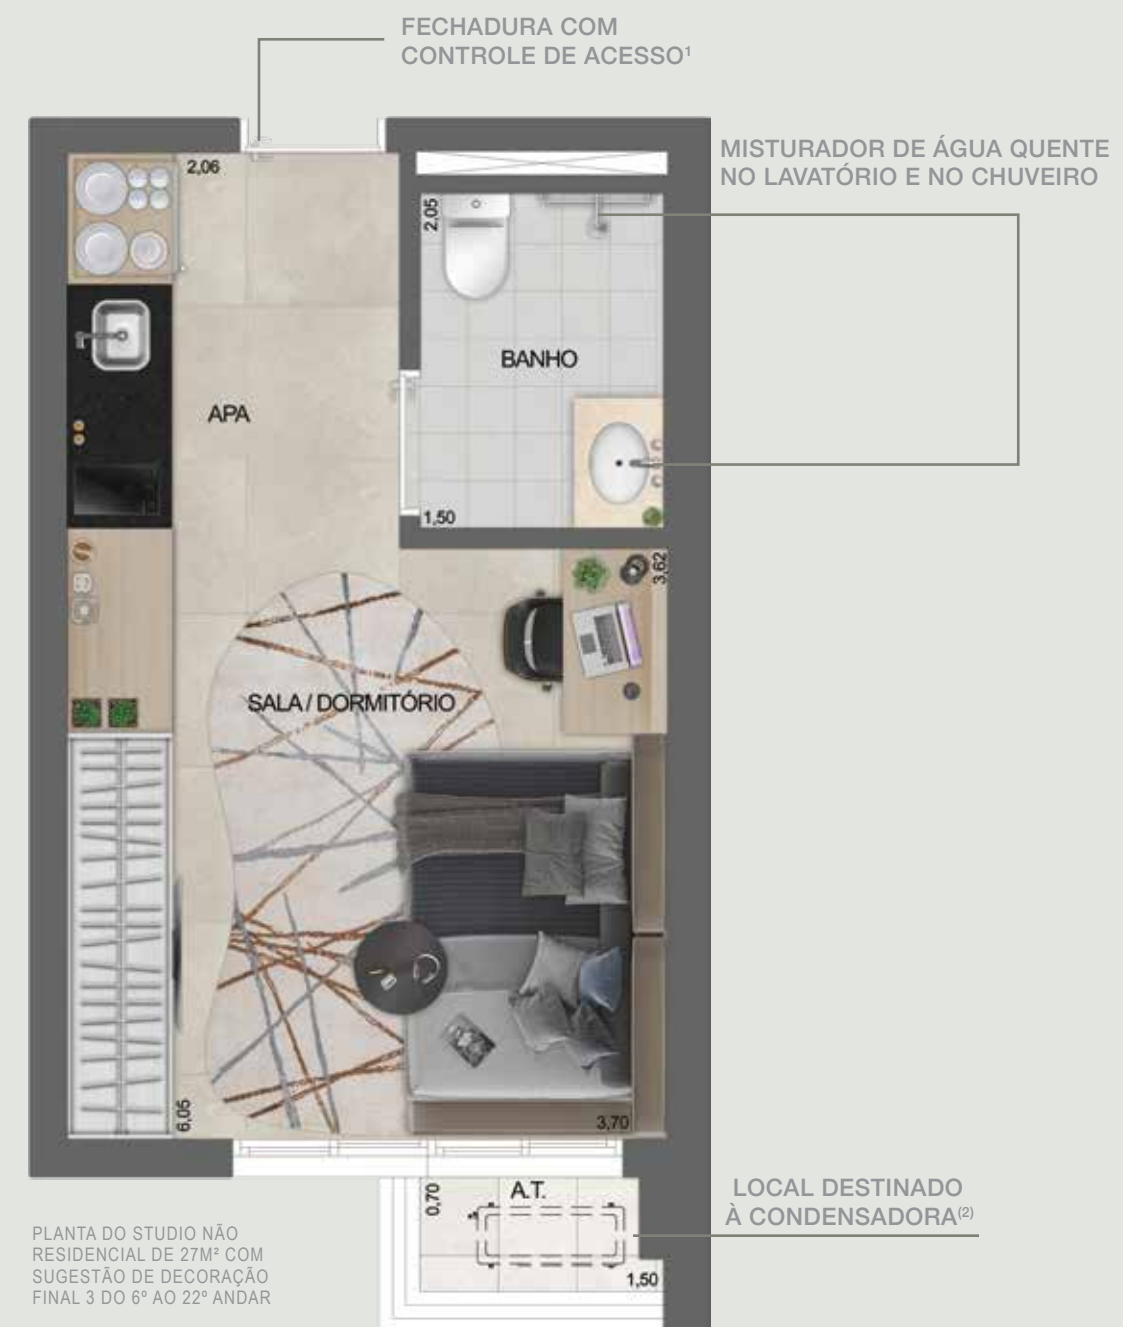 FECHADURA COM
CONTROLE DE ACESSO¹
MISTURADOR DE ÁGUA QUENTE
NO LAVATÓRIO E NO CHUVEIRO
2,06
2,05
BANHO
APA
1,50
3,62
SALA / DORMITÓRIO
6,05
3,70
0,70
A.T.
1,50
LOCAL DESTINADO
À CONDENSADORA⁽²⁾
PLANTA DO STUDIO NÃO
RESIDENCIAL DE 27M² COM
SUGESTÃO DE DECORAÇÃO
FINAL 3 DO 6º AO 22º ANDAR